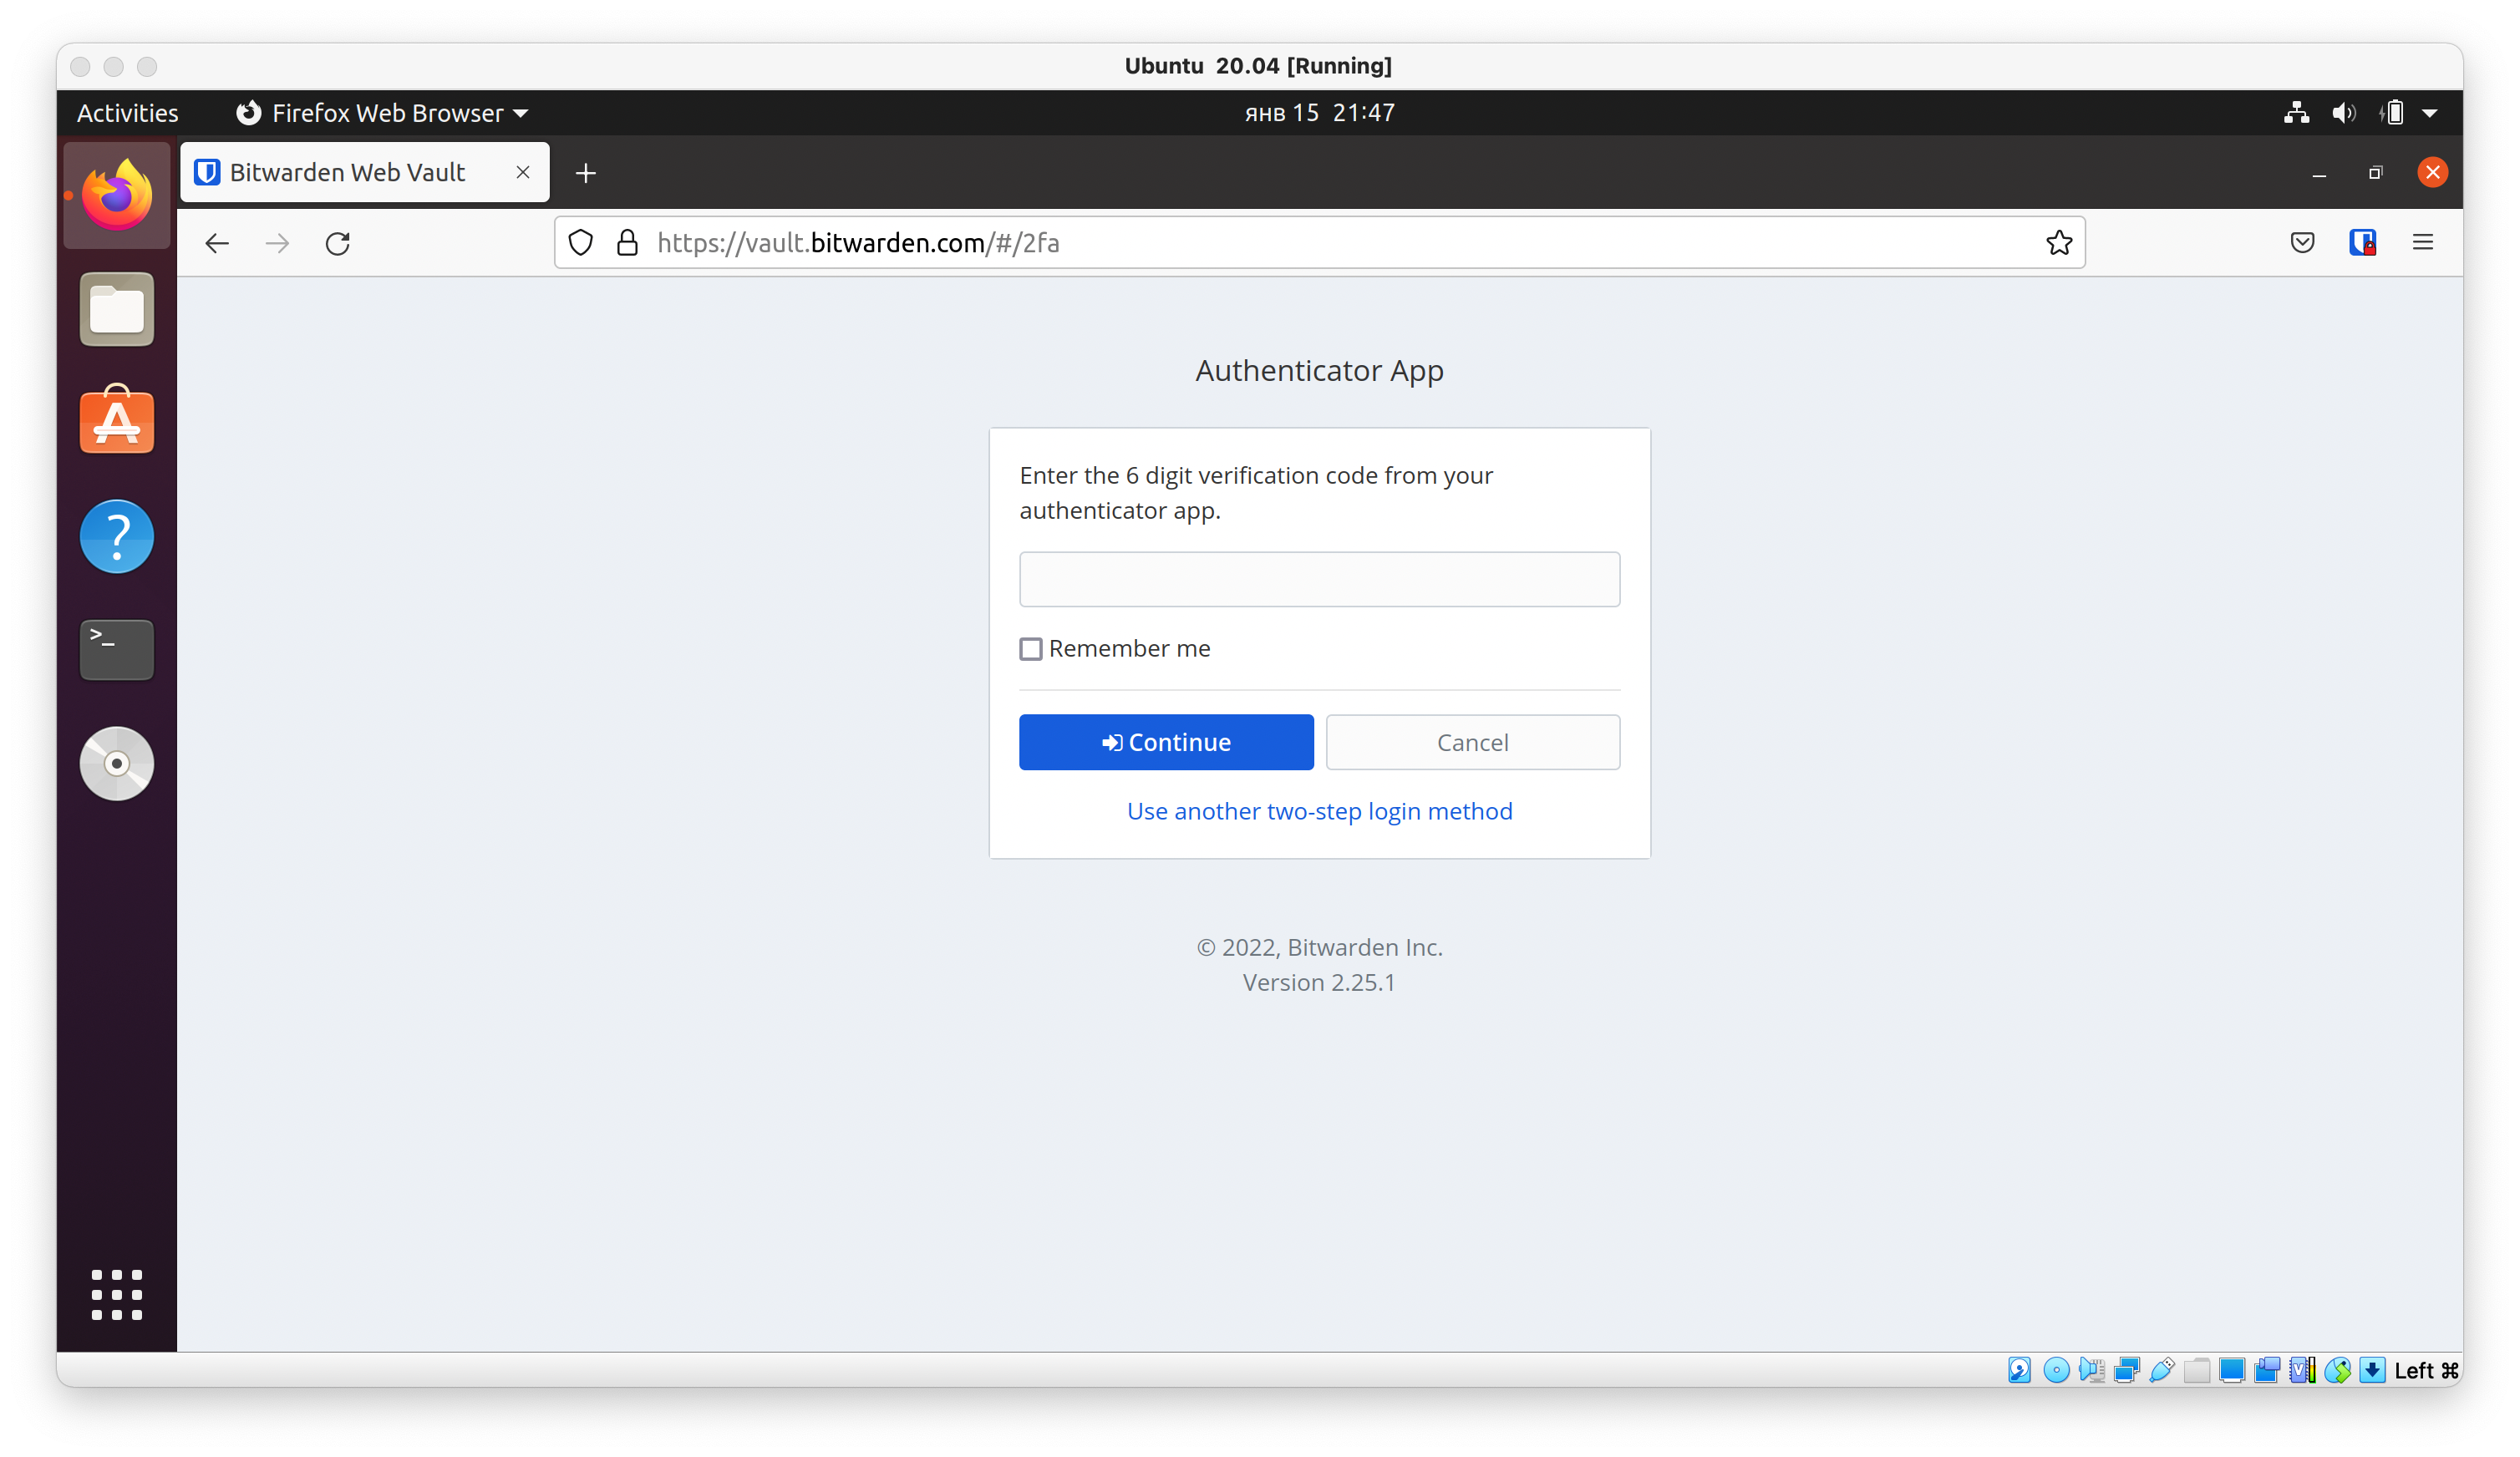 Ubuntu 20.04 [Running]
Activities
Firefox Web Browser
янв 15 21:47
Bitwarden Web Vault
https://vault.bitwarden.com/#/2fa
Authenticator App
Enter the 6 digit verification code from your
authenticator app.
Remember me
Continue
Cancel
Use another two-step login method
© 2022, Bitwarden Inc.
Version 2.25.1
Left ⌘